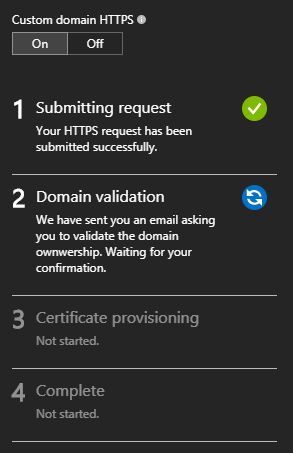 Custom domain HTTPS
On Off
1 Submitting request
Your HTTPS request has been
submitted successfully.
2 Domain validation
We have sent you an email asking
you to validate the domain
ownwership. Waiting for your
confirmation.
3 Certificate provisioning
Not started.
4 Complete
Not started.